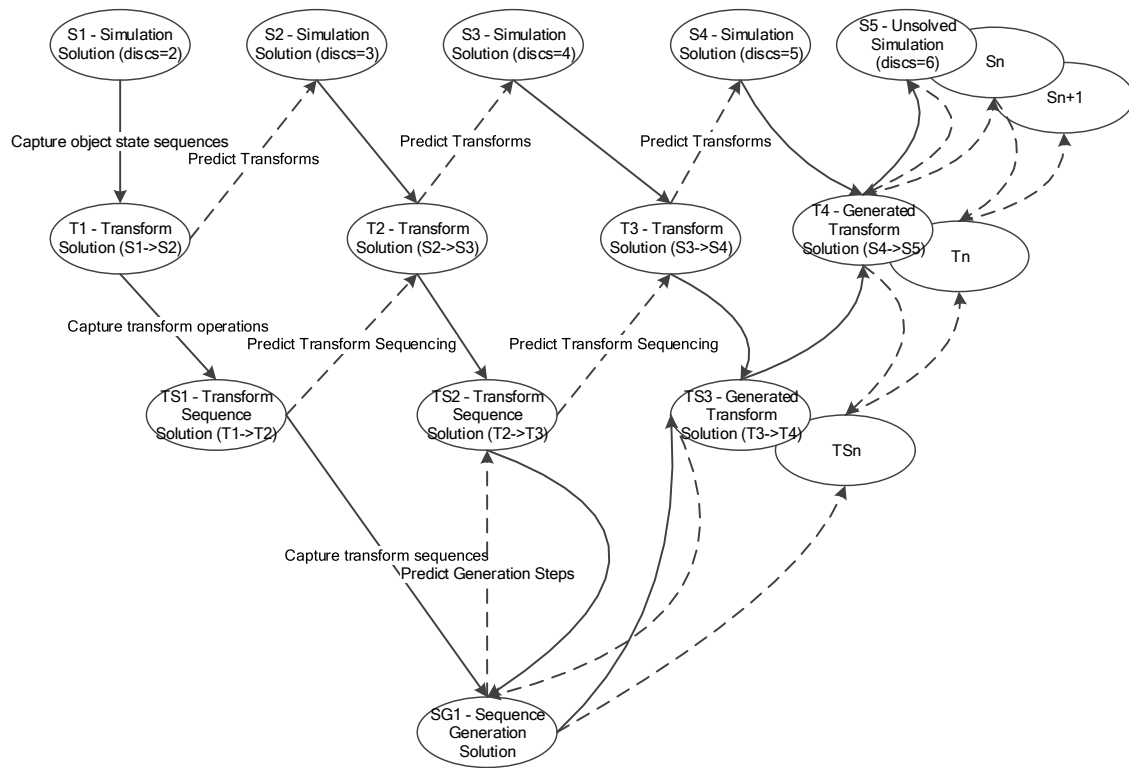 S1 - Simulation
Solution (discs=2)
S2 - Simulation
Solution (discs=3)
S3 - Simulation
Solution (discs=4)
S4 - Simulation
Solution (discs=5)
S5 - Unsolved
Simulation
(discs=6)
Sn
Sn+1
Capture object state sequences
Predict Transforms
Predict Transforms
Predict Transforms
T1 - Transform
Solution (S1->S2)
T2 - Transform
Solution (S2->S3)
T3 - Transform
Solution (S3->S4)
T4 - Generated
Transform
Solution (S4->S5)
Tn
Capture transform operations
Predict Transform Sequencing
Predict Transform Sequencing
TS1 - Transform
Sequence
Solution (T1->T2)
TS2 - Transform
Sequence
Solution (T2->T3)
TS3 - Generated
Transform
Solution (T3->T4)
TSn
Capture transform sequences
Predict Generation Steps
SG1 - Sequence
Generation
Solution